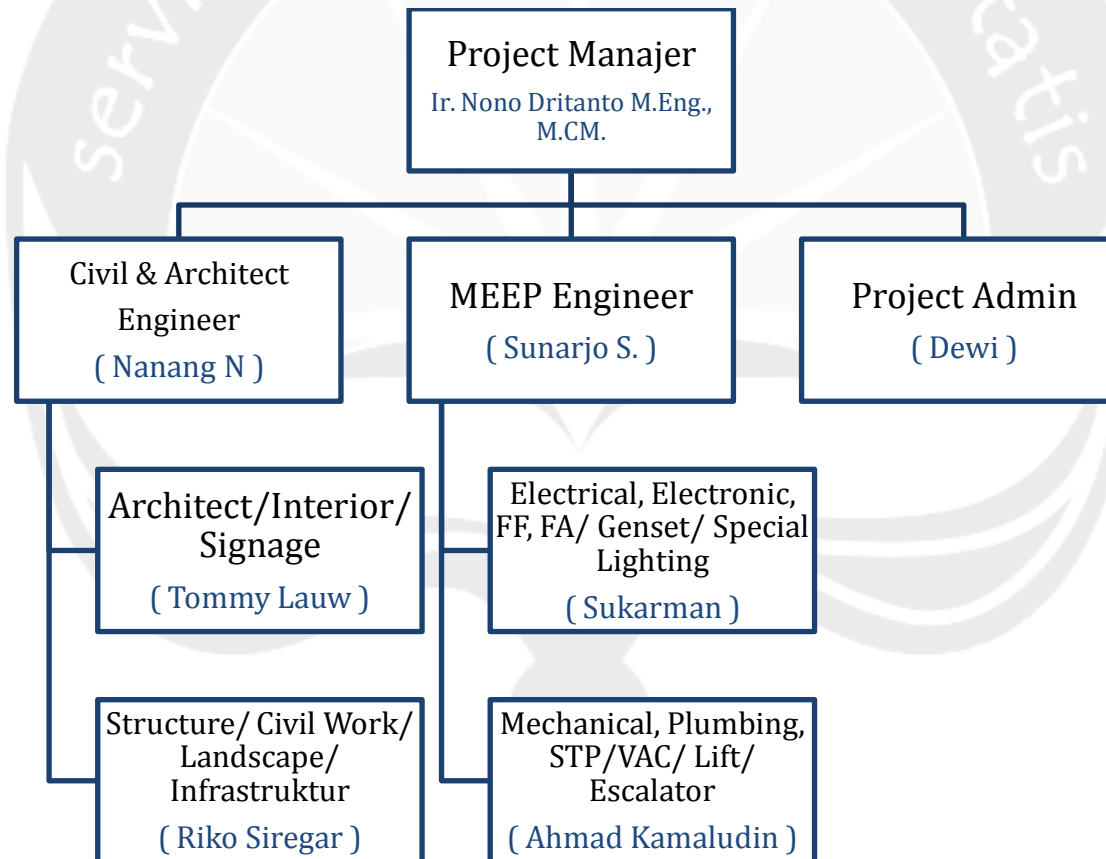 Project Manajer
Ir. Nono Dritanto M.Eng.,
M.CM.
Civil & Architect
Engineer
( Nanang N )
MEEP Engineer
( Sunarjo S. )
Project Admin
( Dewi )
Architect/Interior/
Signage
( Tommy Lauw )
Electrical, Electronic,
FF, FA/ Genset/ Special
Lighting
( Sukarman )
Structure/ Civil Work/
Landscape/
Infrastruktur
( Riko Siregar )
Mechanical, Plumbing,
STP/VAC/ Lift/
Escalator
( Ahmad Kamaludin )